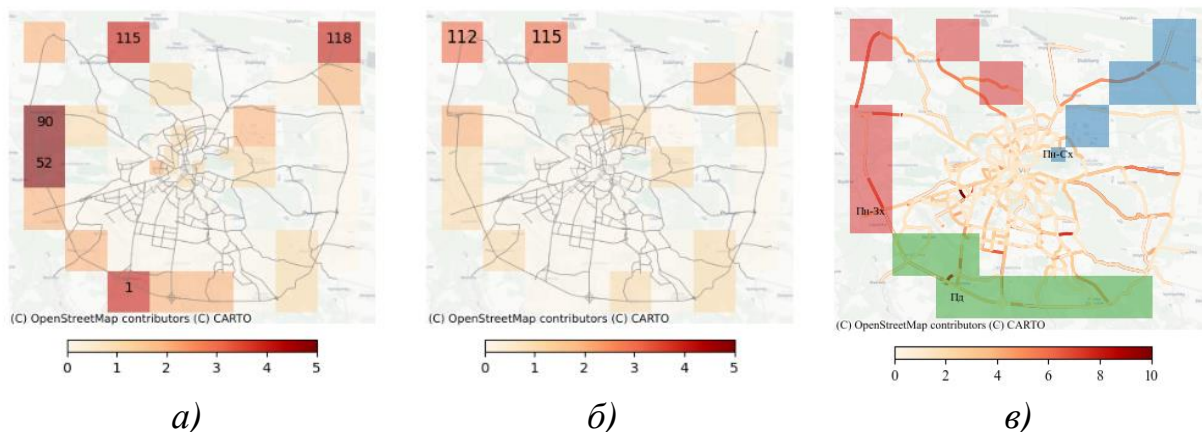 115
118
90
52
1
(C) OpenStreetMap contributors (C) CARTO
0 1 2 3 4 5
а)
112
115
(C) OpenStreetMap contributors (C) CARTO
0 1 2 3 4 5
б)
Пн-Сх
Пн-Зх
Пд
(C) OpenStreetMap contributors (C) CARTO
0 2 4 6 8 10
в)